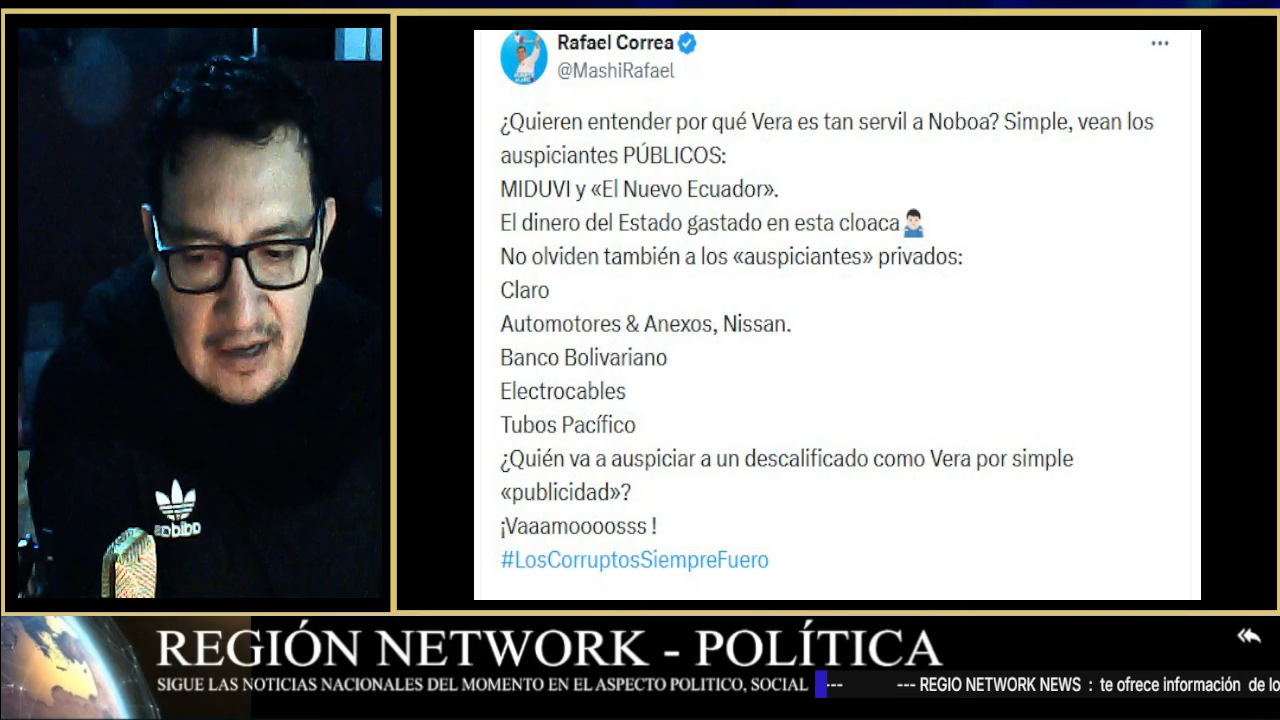 Rafael Correa
@MashiRafael
¿Quieren entender por qué Vera es tan servil a Noboa? Simple, vean los
auspiciantes PÚBLICOS:
MIDUVI y «El Nuevo Ecuador».
El dinero del Estado gastado en esta cloaca🤷🏻‍♂️
No olviden también a los «auspiciantes» privados:
Claro
Automotores & Anexos, Nissan.
Banco Bolivariano
Electrocables
Tubos Pacífico
¿Quién va a auspiciar a un descalificado como Vera por simple
«publicidad»?
¡Vaaamoooosss !
#LosCorruptosSiempreFuero
REGIÓN NETWORK - POLÍTICA
SIGUE LAS NOTICIAS NACIONALES DEL MOMENTO EN EL ASPECTO POLITICO, SOCIAL
--- --- REGIO NETWORK NEWS : te ofrece información de lo